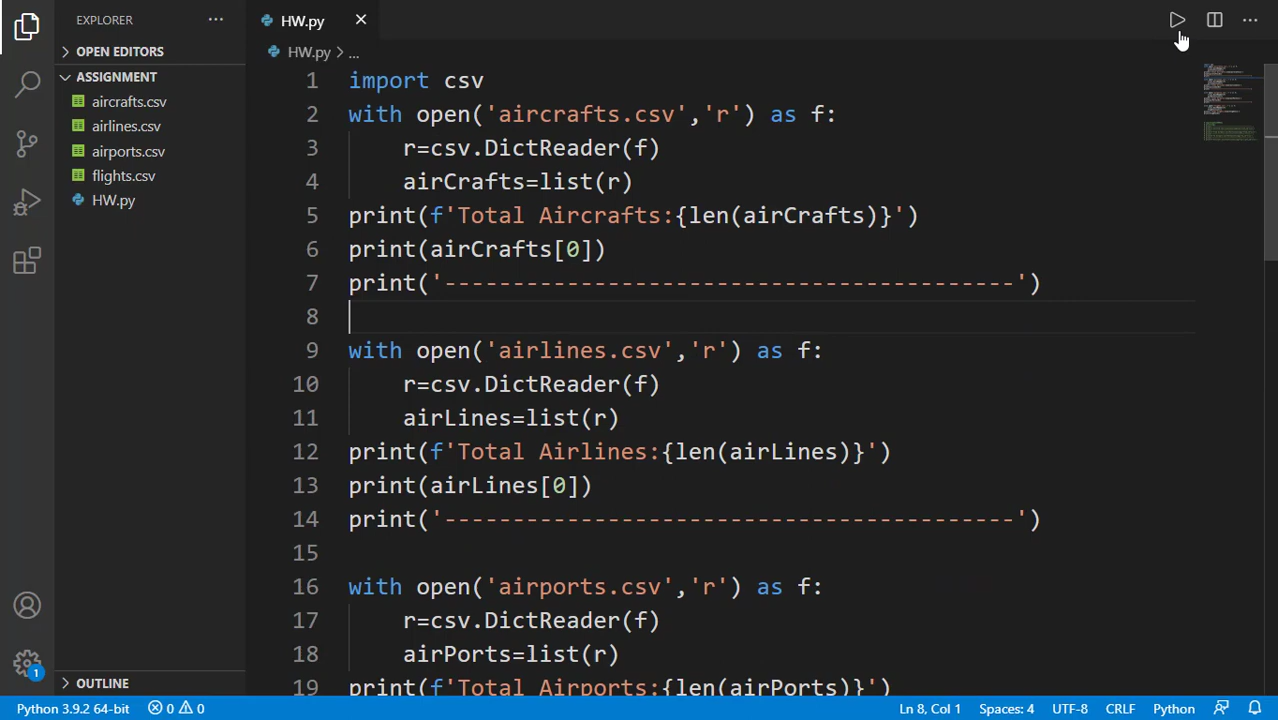 EXPLORER
OPEN EDITORS
ASSIGNMENT
aircrafts.csv
airlines.csv
airports.csv
flights.csv
HW.py
OUTLINE
HW.py
HW.py > ...
1 import csv
2 with open('aircrafts.csv','r') as f:
3 r=csv.DictReader(f)
4 airCrafts=list(r)
5 print(f'Total Aircrafts:{len(airCrafts)}')
6 print(airCrafts[0])
7 print('------------------------------------------')
8
9 with open('airlines.csv','r') as f:
10 r=csv.DictReader(f)
11 airLines=list(r)
12 print(f'Total Airlines:{len(airLines)}')
13 print(airLines[0])
14 print('------------------------------------------')
15
16 with open('airports.csv','r') as f:
17 r=csv.DictReader(f)
18 airPorts=list(r)
19 print(f'Total Airports:{len(airPorts)}')
1
Python 3.9.2 64-bit 0 0 Ln 8, Col 1 Spaces: 4 UTF-8 CRLF Python